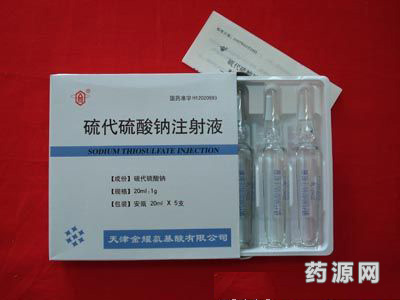 国药准字H12020693
硫代硫酸钠注射液
SODIUM TRIOSULFATE INJECTION
【成份】硫代硫酸钠
【规格】20ml:1g
【包装】安瓿 20ml X 5支
天津金耀氨基酸有限公司
药源网